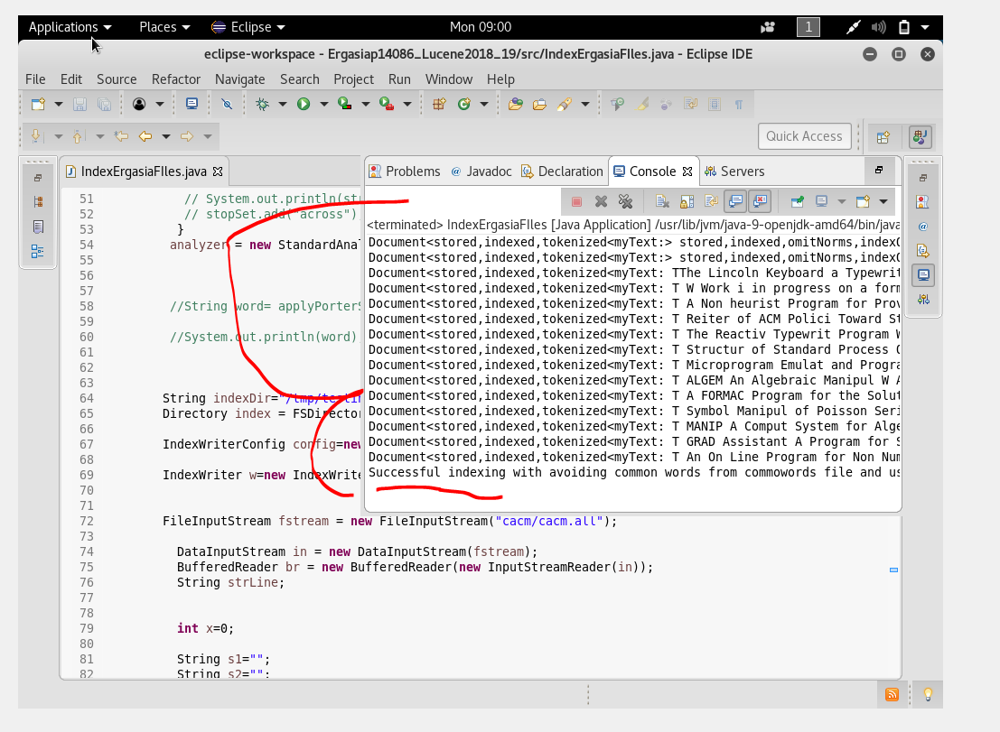 Applications Places Eclipse Mon 09:00 1
eclipse-workspace - Ergasiap14086_Lucene2018_19/src/IndexErgasiaFIles.java - Eclipse IDE
File Edit Source Refactor Navigate Search Project Run Window Help
Quick Access
IndexErgasiaFIles.java
Problems @ Javadoc Declaration Console Servers
<terminated> IndexErgasiaFIles [Java Application] /usr/lib/jvm/java-9-openjdk-amd64/bin/java
Document<stored,indexed,tokenized<myText:> stored,indexed,omitNorms,index
Document<stored,indexed,tokenized<myText:> stored,indexed,omitNorms,index
Document<stored,indexed,tokenized<myText: TThe Lincoln Keyboard a Typewrit
Document<stored,indexed,tokenized<myText: T W Work i in progress on a form
Document<stored,indexed,tokenized<myText: T A Non heurist Program for Prov
Document<stored,indexed,tokenized<myText: T Reiter of ACM Polici Toward St
Document<stored,indexed,tokenized<myText: T The Reactiv Typewrit Program W
Document<stored,indexed,tokenized<myText: T Structur of Standard Process
Document<stored,indexed,tokenized<myText: T Microprogram Emulat and Progra
Document<stored,indexed,tokenized<myText: T ALGEM An Algebraic Manipul W A
Document<stored,indexed,tokenized<myText: T A FORMAC Program for the Solut
Document<stored,indexed,tokenized<myText: T Symbol Manipul of Poisson Seri
Document<stored,indexed,tokenized<myText: T MANIP A Comput System for Alge
Document<stored,indexed,tokenized<myText: T GRAD Assistant A Program for S
Document<stored,indexed,tokenized<myText: T An On Line Program for Non Num
Successful indexing with avoiding common words from commowords file and us
51 // System.out.println(str
52 // stopSet.add("across")
53 }
54 analyzer = new StandardAnal
55
56
57
58 //String word= applyPorterS
59
60 //System.out.println(word)
61
62
63
64 String indexDir="/tmp/testin
65 Directory index = FSDirector
66
67 IndexWriterConfig config=new
68
69 IndexWriter w=new IndexWrite
70
71
72 FileInputStream fstream = new FileInputStream("cacm/cacm.all");
73
74 DataInputStream in = new DataInputStream(fstream);
75 BufferedReader br = new BufferedReader(new InputStreamReader(in));
76 String strLine;
77
78
79 int x=0;
80
81 String s1="";
82 String s2="";